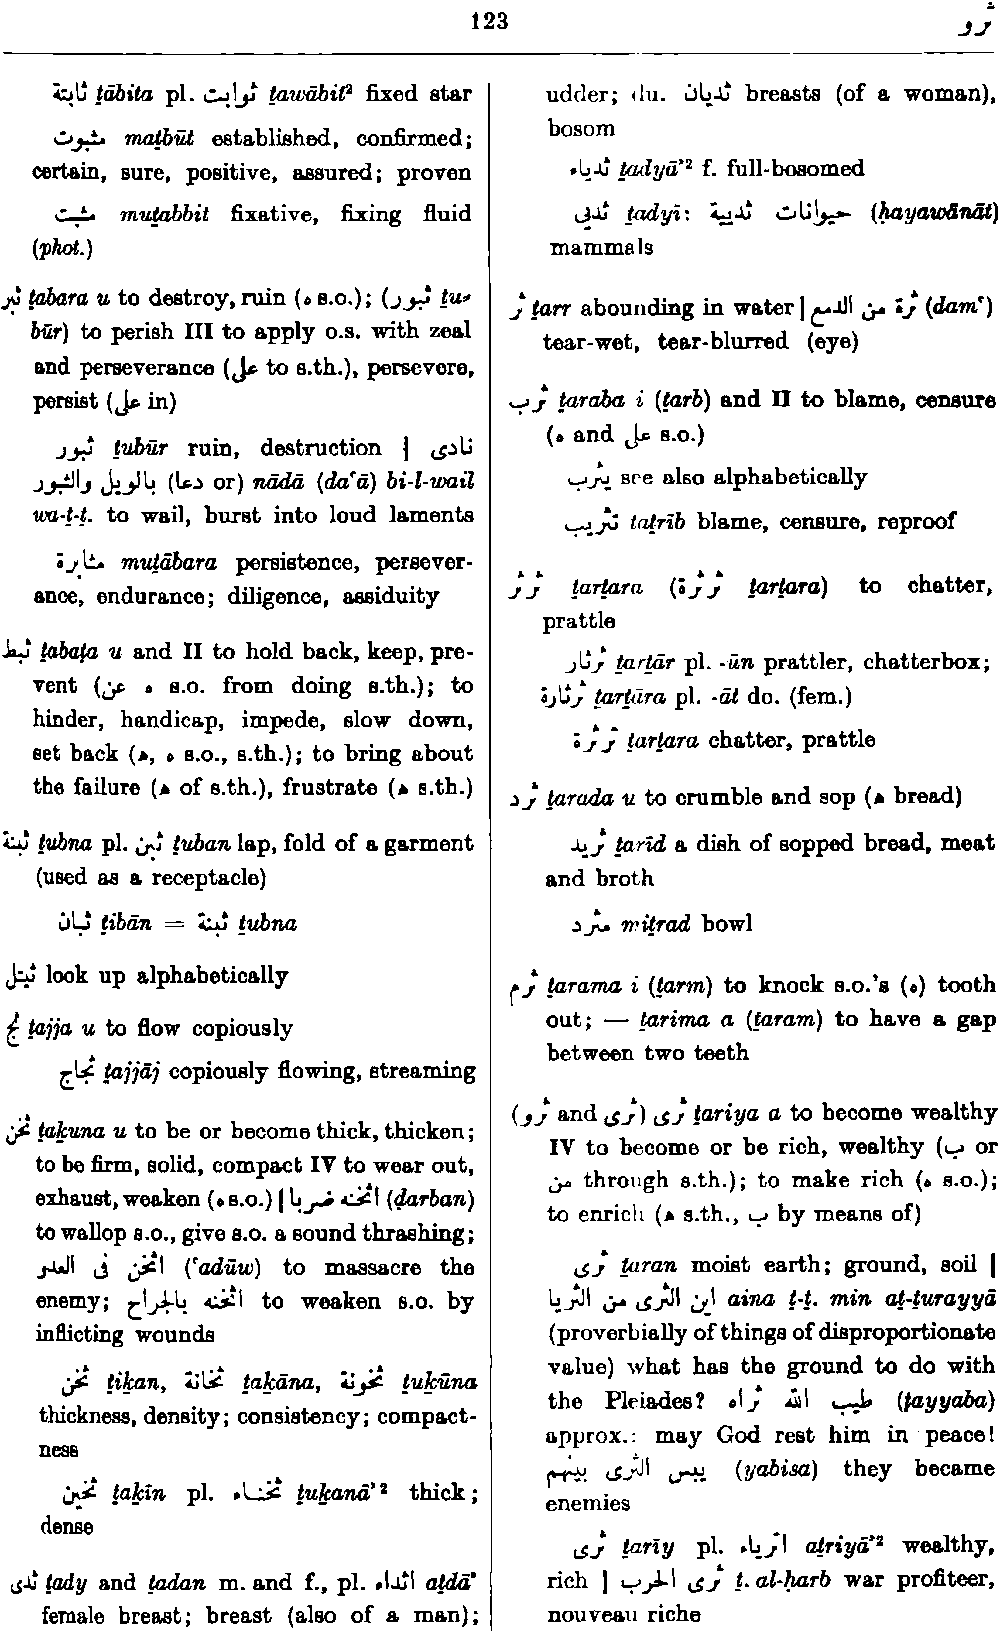 123
ثرو
ثابتة ṯābita pl. ثوابت ṯawābit² fixed star
مثبوت maṯbūt established, confirmed;
certain, sure, positive, assured; proven
مثبت muṯabbit fixative, fixing fluid
(phot.)
ثبر ṯabara u to destroy, ruin (ه s.o.); (ثبور ṯu-
būr) to perish III to apply o.s. with zeal
and perseverance (على to s.th.), persevere,
persist (على in)
ثبور ṯubūr ruin, destruction | نادى
بالويل والثبور (دعا or) nādā (daʿā) bi-l-wail
wa-ṯ-ṯ. to wail, burst into loud laments
مثابرة muṯābara persistence, persever-
ance, endurance; diligence, assiduity
ثبط ṯabaṭa u and II to hold back, keep, pre-
vent (عن ه s.o. from doing s.th.); to
hinder, handicap, impede, slow down,
set back (ه, ه s.o., s.th.); to bring about
the failure (ه of s.th.), frustrate (ه s.th.)
ثبنة ṯubna pl. ثبن ṯuban lap, fold of a garment
(used as a receptacle)
ثبان ṯibān = ثبنة ṯubna
ثيتل look up alphabetically
ثج ṯajja u to flow copiously
ثجاج ṯajjāj copiously flowing, streaming
ثخن ṯaḵuna u to be or become thick, thicken;
to be firm, solid, compact IV to wear out,
exhaust, weaken (ه s.o.) | اثخنه ضربا (ḍarban)
to wallop s.o., give s.o. a sound thrashing;
اثخن فى العدو (ʿadūw) to massacre the
enemy; اثخنه بالجراح to weaken s.o. by
inflicting wounds
ثخن ṯiḵan, ثخانة ṯaḵāna, ثخونة ṯuḵūna
thickness, density; consistency; compact-
ness
ثخين ṯaḵīn pl. ثخناء ṯuḵanā’² thick;
dense
ثدى ṯady and ṯadan m. and f., pl. اثداء aṯdā’
female breast; breast (also of a man);
udder; du. ثديان breasts (of a woman),
bosom
ثدياء ṯadyā’² f. full-bosomed
ثديى ṯadyī: حيوانات ثديية (ḥayawānāt)
mammals
ثر ṯarr abounding in water | ثرة من الدمع (damʿ)
tear-wet, tear-blurred (eye)
ثرب ṯaraba i (ṯarb) and II to blame, censure
(ه and على s.o.)
يثرب see also alphabetically
تثريب taṯrīb blame, censure, reproof
ثرثر ṯarṯara (ثرثرة ṯarṯara) to chatter,
prattle
ثرثار ṯarṯār pl. -ūn prattler, chatterbox;
ثرثارة ṯarṯāra pl. -āt do. (fem.)
ثرثرة ṯarṯara chatter, prattle
ثرد ṯarada u to crumble and sop (ه bread)
ثريد ṯarīd a dish of sopped bread, meat
and broth
مثرد miṯrad bowl
ثرم ṯarama i (ṯarm) to knock s.o.’s (ه) tooth
out; — ṯarima a (ṯaram) to have a gap
between two teeth
(ثرو and ثرى) ثرى ṯariya a to become wealthy
IV to become or be rich, wealthy (ب or
من through s.th.); to make rich (ه s.o.);
to enrich (ه s.th., ب by means of)
ثرى ṯaran moist earth; ground, soil |
اين الثرى من الثريا aina ṯ-ṯ. min aṯ-ṯurayyā
(proverbially of things of disproportionate
value) what has the ground to do with
the Pleiades? طيب الله ثراه (ṭayyaba)
approx.: may God rest him in peace!
يبس الثرى بينهم (yabisa) they became
enemies
ثرى ṯarīy pl. اثرياء aṯriyā’² wealthy,
rich | ثرى الحرب ṯ. al-ḥarb war profiteer,
nouveau riche